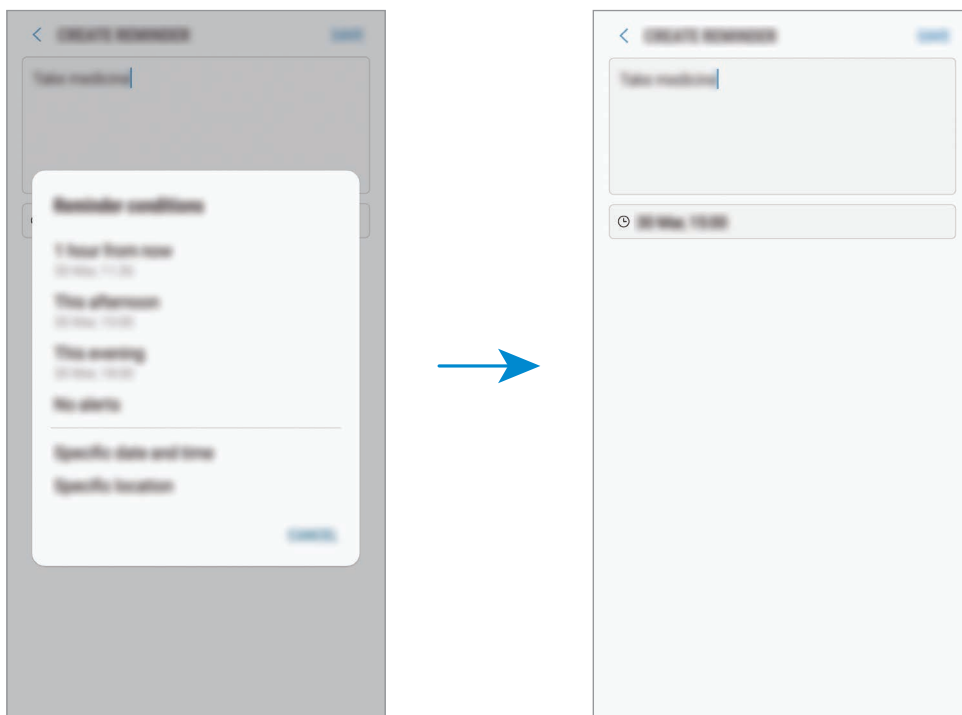 CREATE REMINDER
SAVE
Take medicine
Reminder conditions
1 hour from now
This afternoon
This evening
No alerts
Specific date and time
Specific location
CANCEL
CREATE REMINDER
SAVE
Take medicine